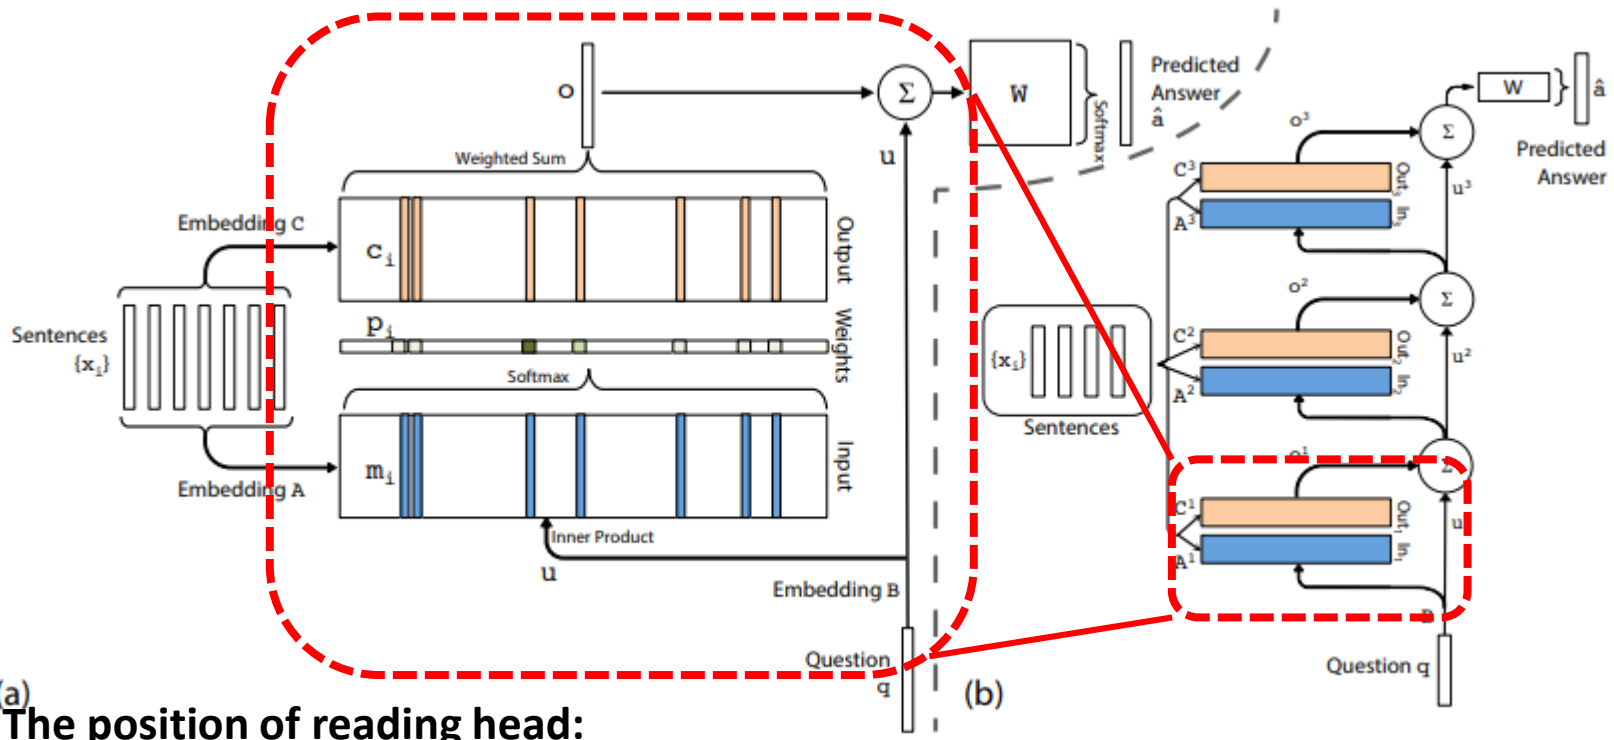 o
Σ
W
Softmax
Predicted
Answer
â
u
Weighted Sum
Embedding C
c_i
Output
Sentences
{x_i}
p_i
Weights
Softmax
m_i
Input
Embedding A
Inner Product
u
Embedding B
Question
q
(a)
(b)
W
â
Predicted
Answer
Σ
o³
C³
Out₃
A³
In₃
u³
Σ
o²
C²
Out₂
A²
In₂
u²
{x_i}
Sentences
Σ
o¹
C¹
Out₁
A¹
In₁
u
Question q
The position of reading head: